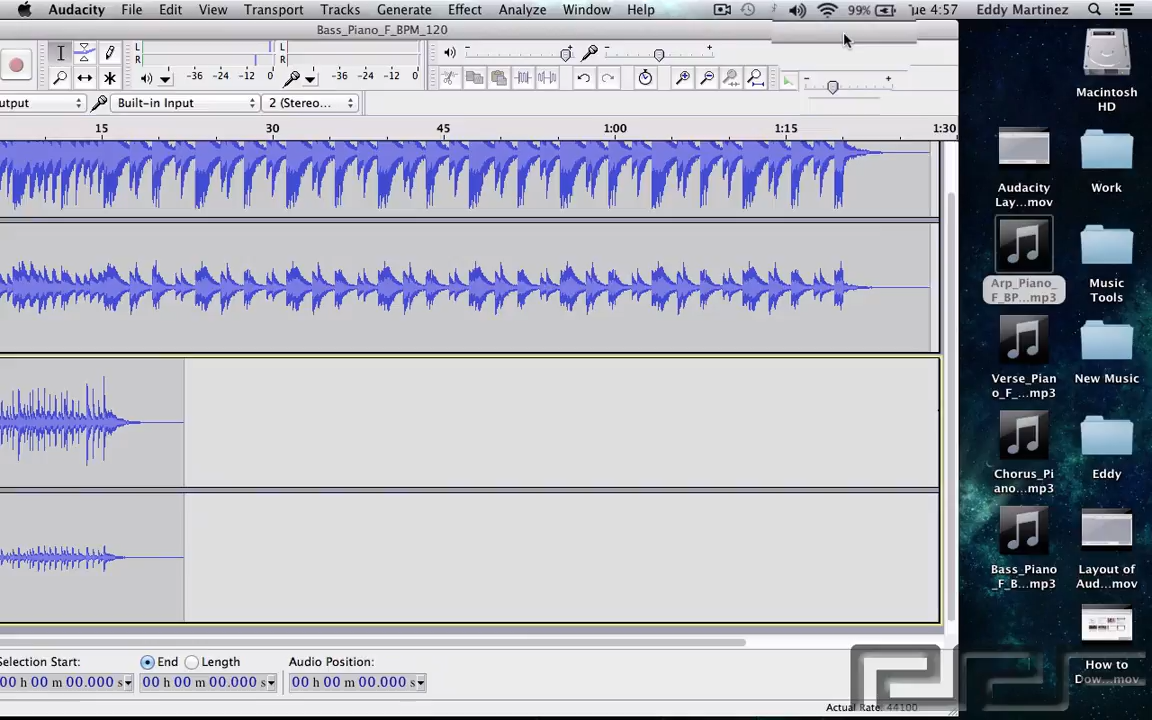 Audacity File Edit View Transport Tracks Generate Effect Analyze Window Help 99% Tue 4:57 Eddy Martinez
Bass_Piano_F_BPM_120
L R -36 -24 -12 0 L R -36 -24 -12 0
utput Built-in Input 2 (Stereo...
15 30 45 1:00 1:15 1:30
Macintosh HD
Audacity Lay...mov
Work
Arp_Piano_F_BP...mp3
Music Tools
Verse_Piano_F_...mp3
New Music
Chorus_Piano...mp3
Eddy
Bass_Piano_F_B...mp3
Layout of Aud...mov
How to Dow...mov
Selection Start: End Length Audio Position:
00 h 00 m 00.000 s 00 h 00 m 00.000 s 00 h 00 m 00.000 s
Actual Rate: 44100